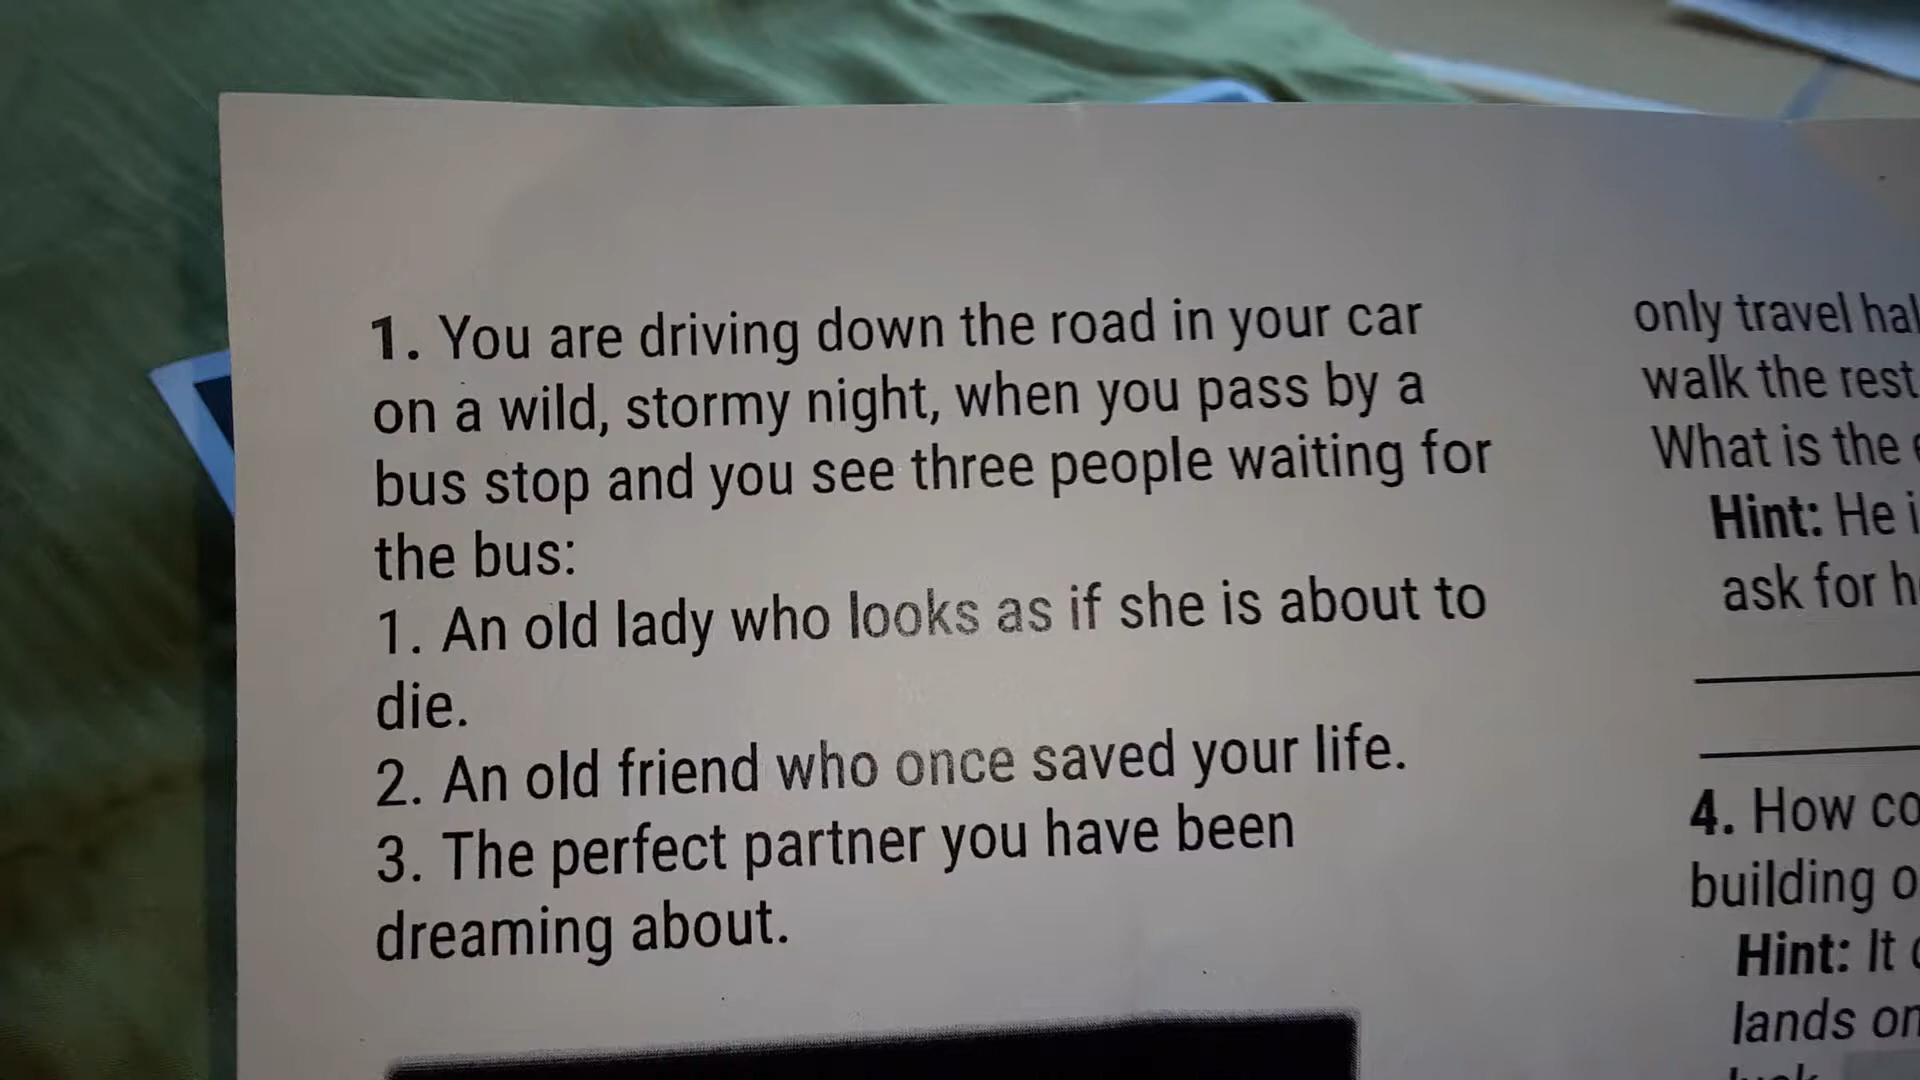 1. You are driving down the road in your car
on a wild, stormy night, when you pass by a
bus stop and you see three people waiting for
the bus:
1. An old lady who looks as if she is about to
die.
2. An old friend who once saved your life.
3. The perfect partner you have been
dreaming about.
only travel hal
walk the rest
What is the
Hint: He i
ask for h
4. How co
building o
Hint: It
lands on